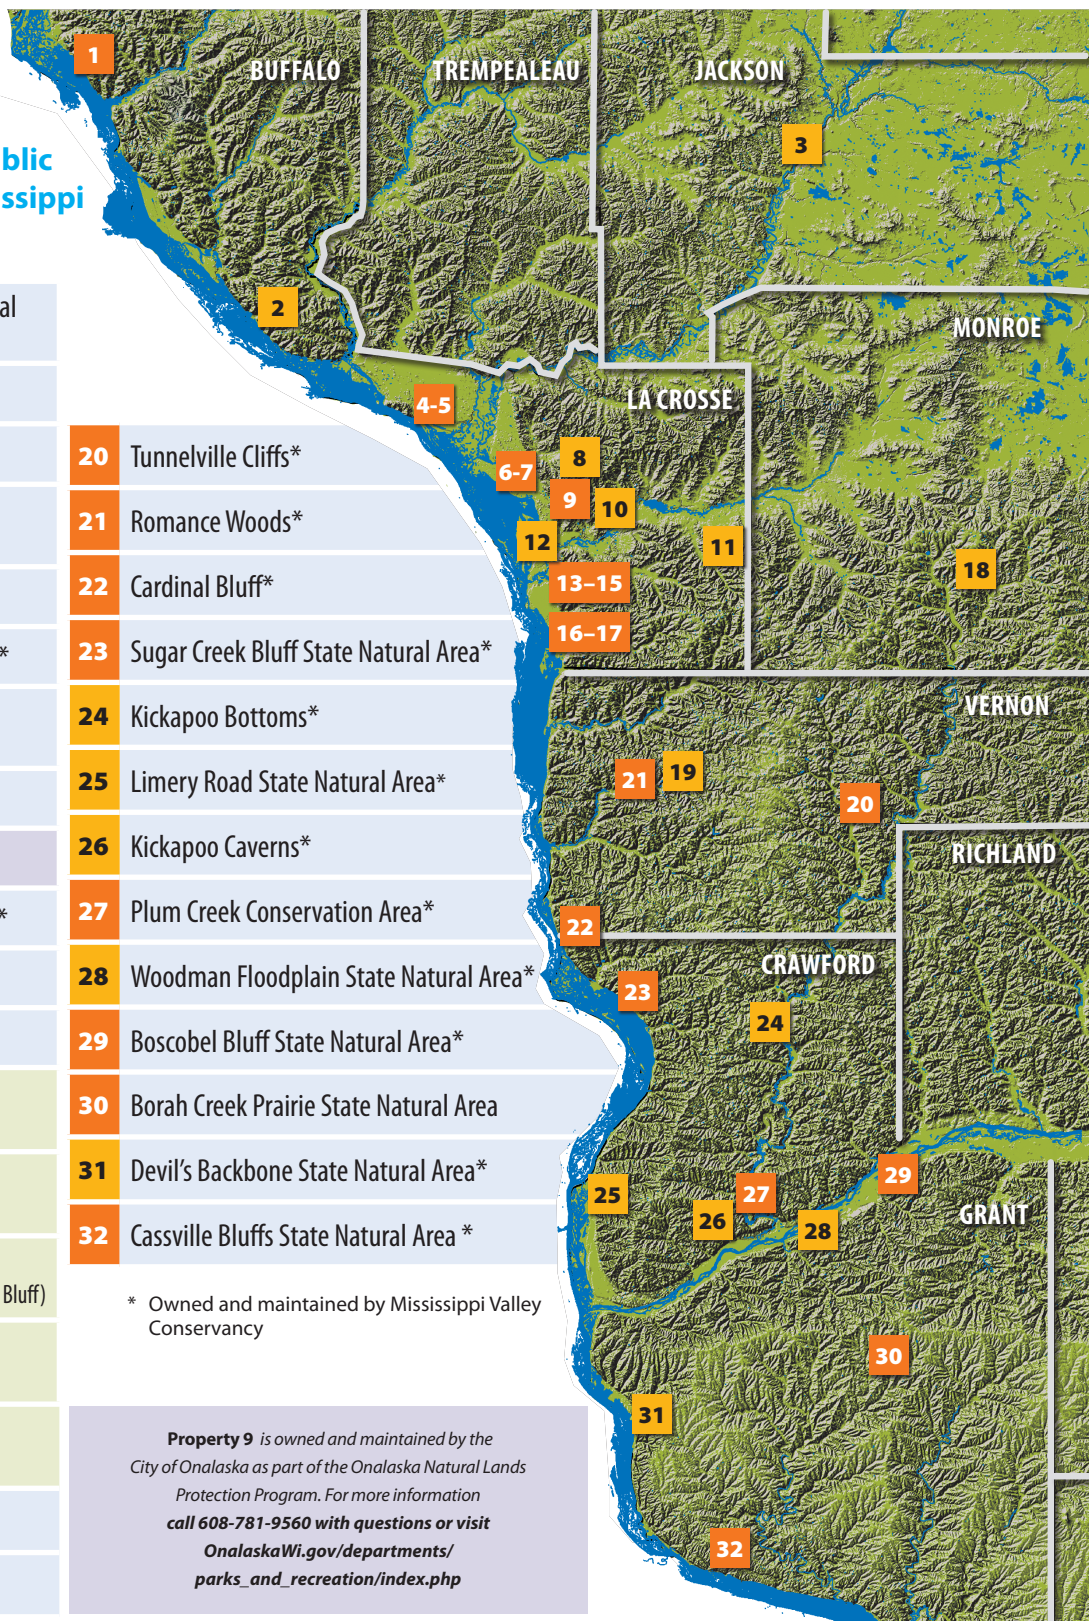 blic
ssippi
al
*
*
Bluff)
20 Tunnelville Cliffs*
21 Romance Woods*
22 Cardinal Bluff*
23 Sugar Creek Bluff State Natural Area*
24 Kickapoo Bottoms*
25 Limery Road State Natural Area*
26 Kickapoo Caverns*
27 Plum Creek Conservation Area*
28 Woodman Floodplain State Natural Area*
29 Boscobel Bluff State Natural Area*
30 Borah Creek Prairie State Natural Area
31 Devil's Backbone State Natural Area*
32 Cassville Bluffs State Natural Area *
* Owned and maintained by Mississippi Valley
Conservancy
Property 9 is owned and maintained by the
City of Onalaska as part of the Onalaska Natural Lands
Protection Program. For more information
call 608-781-9560 with questions or visit
OnalaskaWi.gov/departments/
parks_and_recreation/index.php
1
BUFFALO
TREMPEALEAU
JACKSON
3
2
MONROE
4-5
LA CROSSE
8
6-7
9
10
12
11
13–15
18
16–17
VERNON
21
19
20
RICHLAND
22
CRAWFORD
23
24
29
25
27
26
28
GRANT
30
31
32